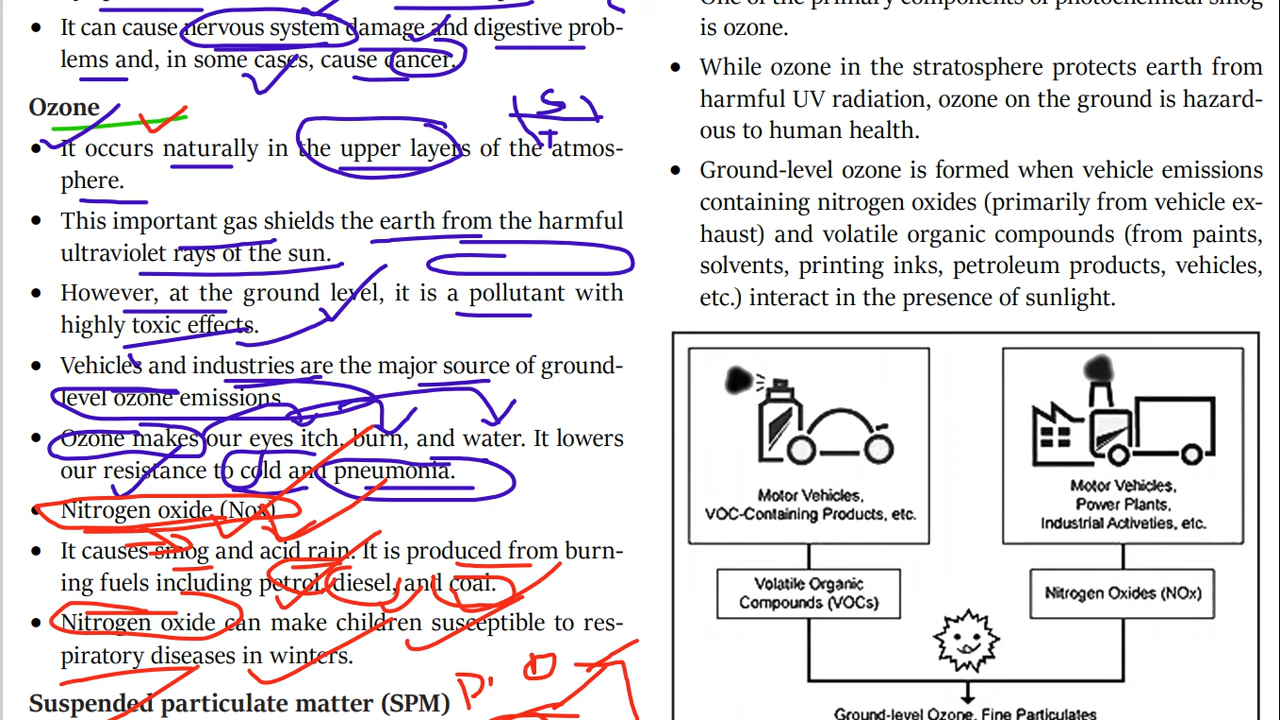 It can cause nervous system damage and digestive prob-
lems and, in some cases, cause cancer.
Ozone
S
T
It occurs naturally in the upper layers of the atmos-
phere.
This important gas shields the earth from the harmful
ultraviolet rays of the sun.
However, at the ground level, it is a pollutant with
highly toxic effects.
Vehicles and industries are the major source of ground-
level ozone emissions.
Ozone makes our eyes itch, burn, and water. It lowers
our resistance to cold and pneumonia.
Nitrogen oxide (Nox)
It causes smog and acid rain. It is produced from burn-
ing fuels including petrol, diesel, and coal.
Nitrogen oxide can make children susceptible to res-
piratory diseases in winters.
Suspended particulate matter (SPM)
One of the primary components of photochemical smog
is ozone.
While ozone in the stratosphere protects earth from
harmful UV radiation, ozone on the ground is hazard-
ous to human health.
Ground-level ozone is formed when vehicle emissions
containing nitrogen oxides (primarily from vehicle ex-
haust) and volatile organic compounds (from paints,
solvents, printing inks, petroleum products, vehicles,
etc.) interact in the presence of sunlight.
Motor Vehicles,
VOC-Containing Products, etc.
Motor Vehicles,
Power Plants,
Industrial Activeties, etc.
Volatile Organic
Compounds (VOCs)
Nitrogen Oxides (NOx)
Ground-level Ozone, Fine Particulates